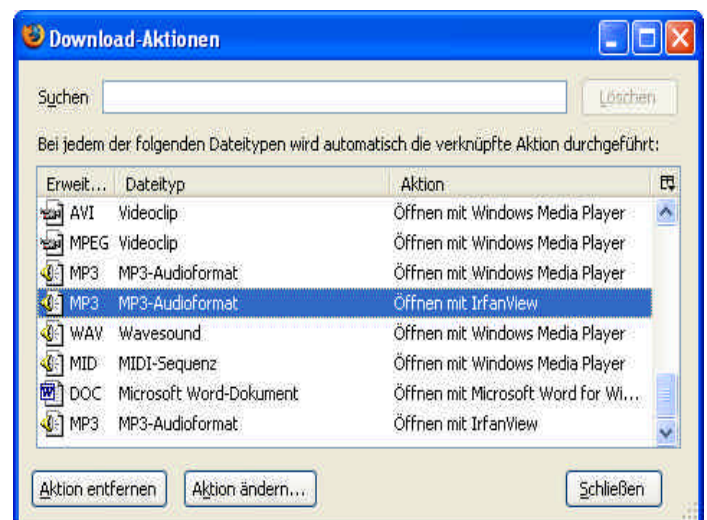 Download-Aktionen
Suchen Löschen
Bei jedem der folgenden Dateitypen wird automatisch die verknüpfte Aktion durchgeführt:
Erweit... Dateityp Aktion
AVI Videoclip Öffnen mit Windows Media Player
MPEG Videoclip Öffnen mit Windows Media Player
MP3 MP3-Audioformat Öffnen mit Windows Media Player
MP3 MP3-Audioformat Öffnen mit IrfanView
WAV Wavesound Öffnen mit Windows Media Player
MID MIDI-Sequenz Öffnen mit Windows Media Player
DOC Microsoft Word-Dokument Öffnen mit Microsoft Word for Wi...
MP3 MP3-Audioformat Öffnen mit IrfanView
Aktion entfernen Aktion ändern... Schließen